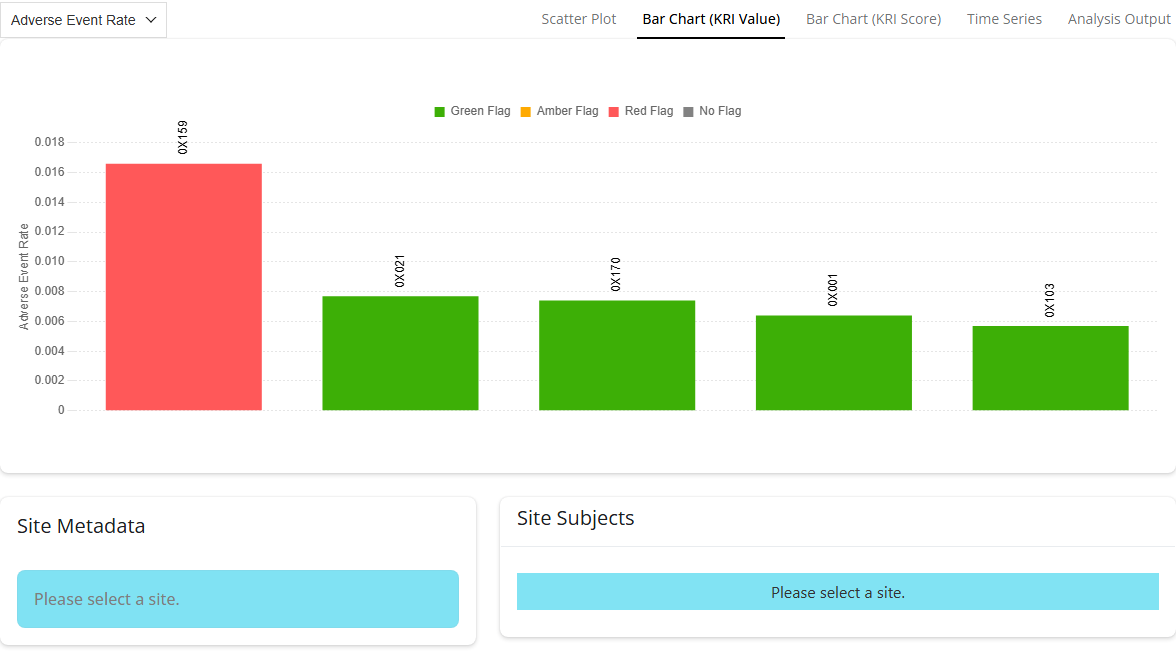 Adverse Event Rate
Scatter Plot Bar Chart (KRI Value) Bar Chart (KRI Score) Time Series Analysis Output
Green Flag Amber Flag Red Flag No Flag
Adverse Event Rate
0.018
0.016
0.014
0.012
0.010
0.008
0.006
0.004
0.002
0
0X159
0X021
0X170
0X001
0X103
Site Metadata
Please select a site.
Site Subjects
Please select a site.